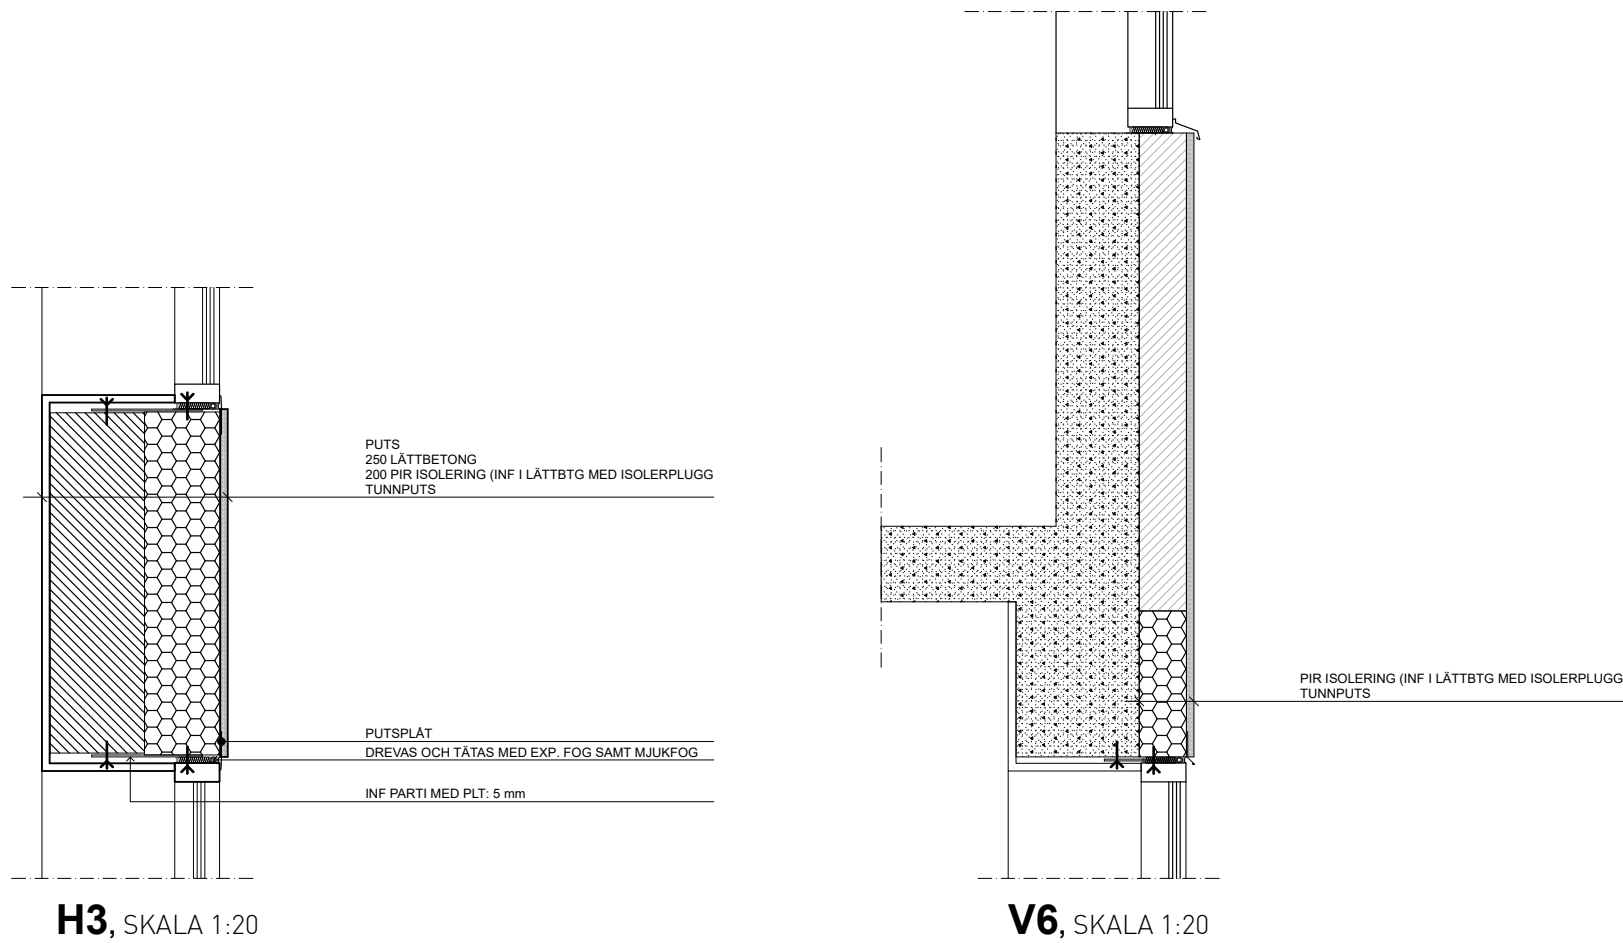 PUTS
250 LÄTTBETONG
200 PIR ISOLERING (INF I LÄTTBTG MED ISOLERPLUGG
TUNNPUTS
PUTSPLÅT
DREVAS OCH TÄTAS MED EXP. FOG SAMT MJUKFOG
INF PARTI MED PLT: 5 mm
H3, SKALA 1:20
PIR ISOLERING (INF I LÄTTBTG MED ISOLERPLUGG
TUNNPUTS
V6, SKALA 1:20